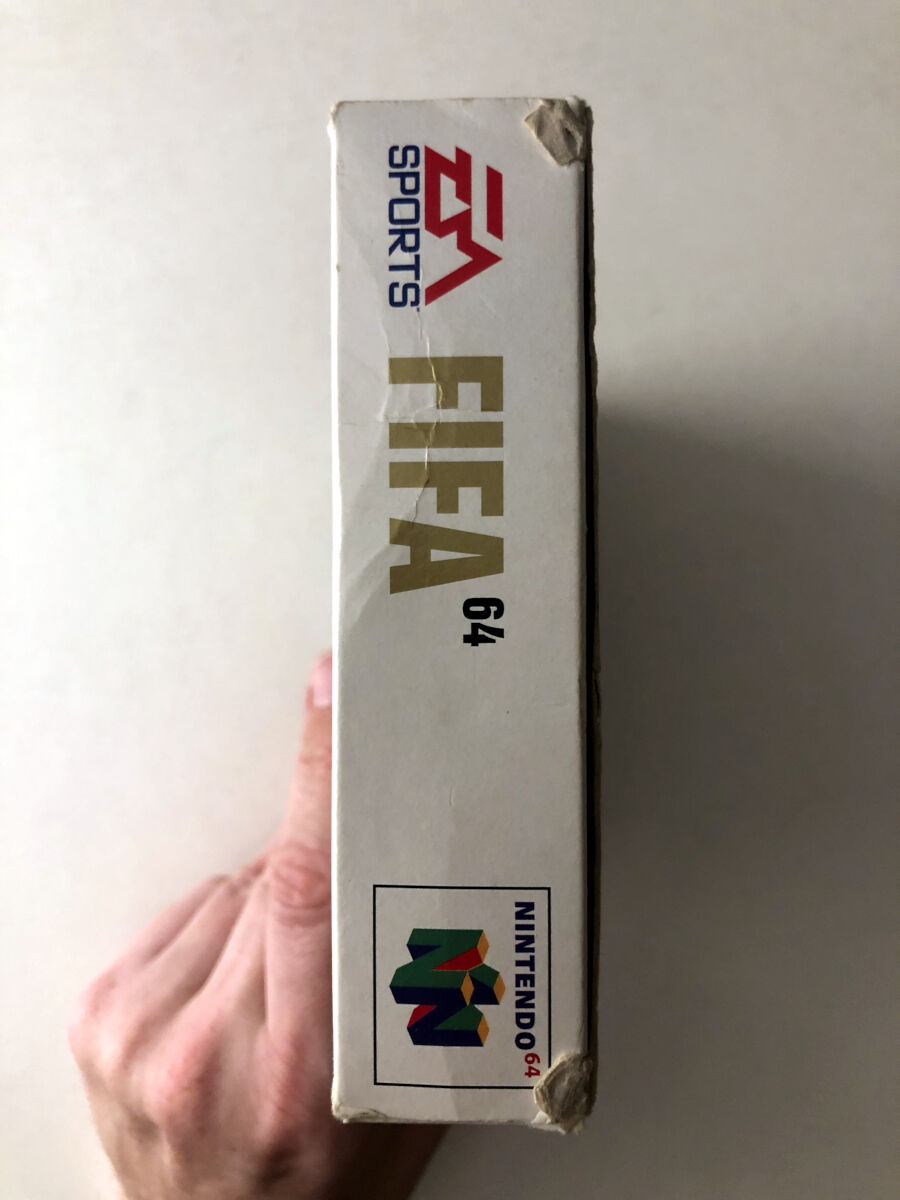 EA
SPORTS
FIFA 64
NINTENDO 64